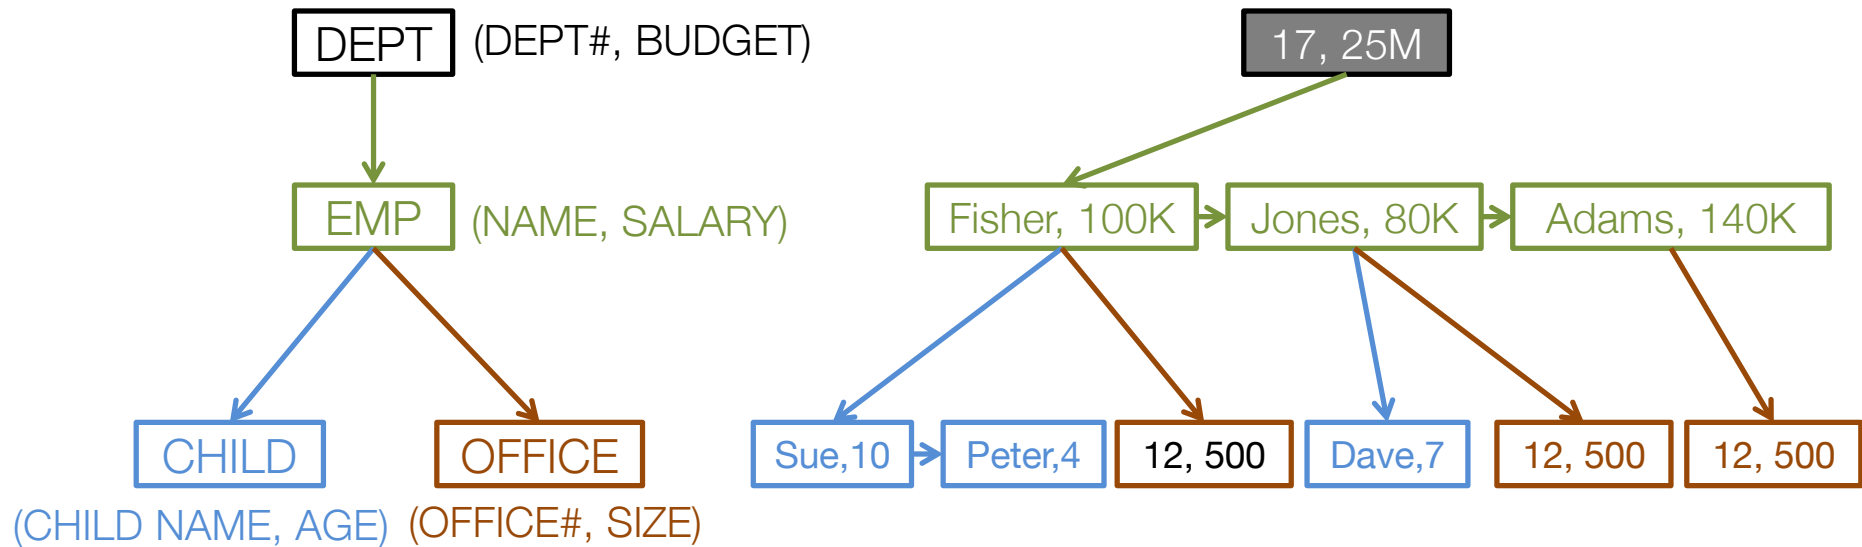 DEPT (DEPT#, BUDGET)
17, 25M
EMP (NAME, SALARY)
Fisher, 100K
Jones, 80K
Adams, 140K
CHILD
OFFICE
Sue,10
Peter,4
12, 500
Dave,7
12, 500
12, 500
(CHILD NAME, AGE)
(OFFICE#, SIZE)